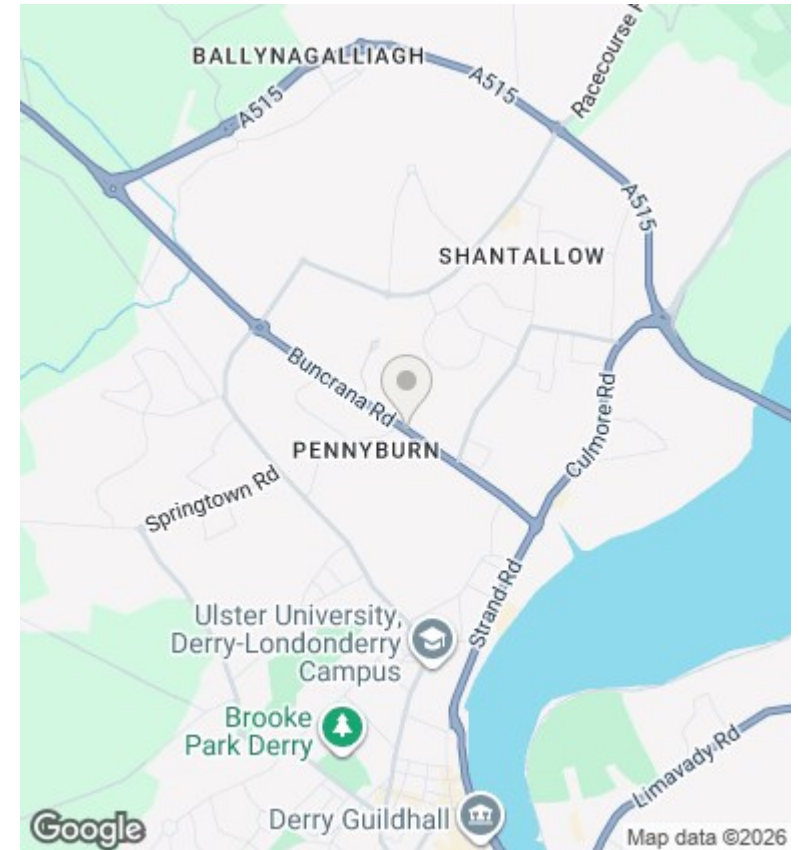 BALLYNAGALLIAGH
A515
A515
Racecourse
A515
SHANTALLOW
Buncrana Rd
Culmore Rd
PENNYBURN
Springtown Rd
Strand Rd
Ulster University,
Derry-Londonderry
Campus
Brooke
Park Derry
Limavady Rd
Derry Guildhall
Google
Map data ©2026